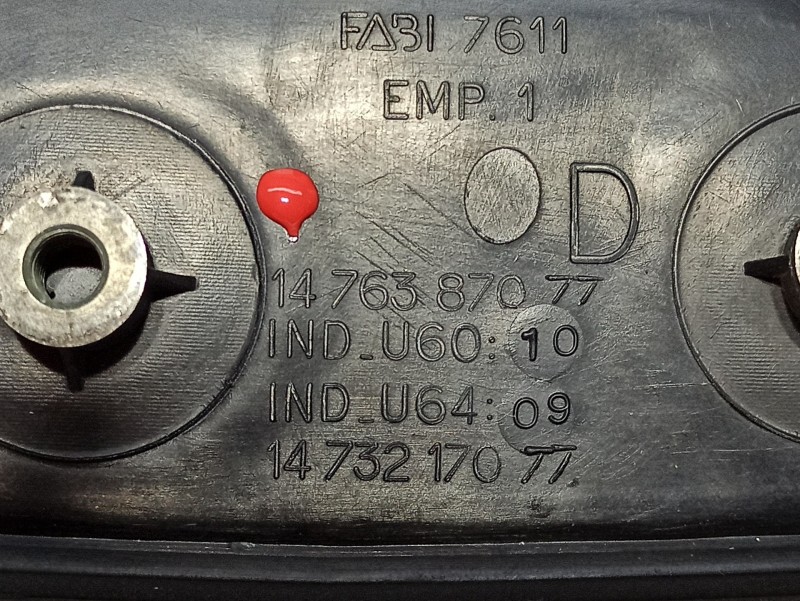 FABI 7611
EMP. 1
D
14 763 870 77
IND_U60: 10
IND_U64: 09
14 732 170 77